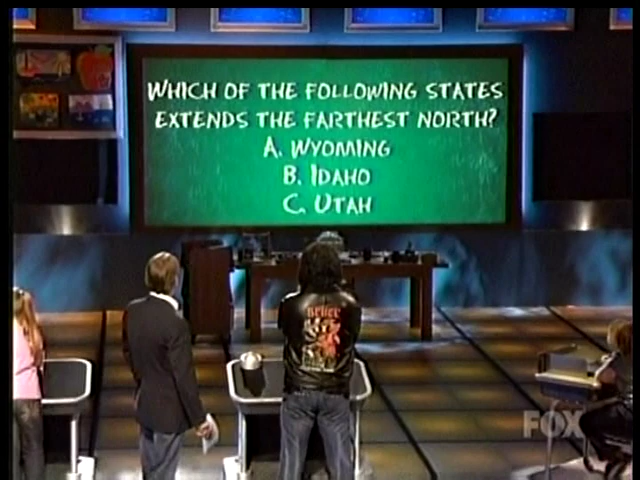 WHICH OF THE FOLLOWING STATES
EXTENDS THE FARTHEST NORTH?
A. WYOMING
B. IDAHO
C. UTAH
FOX